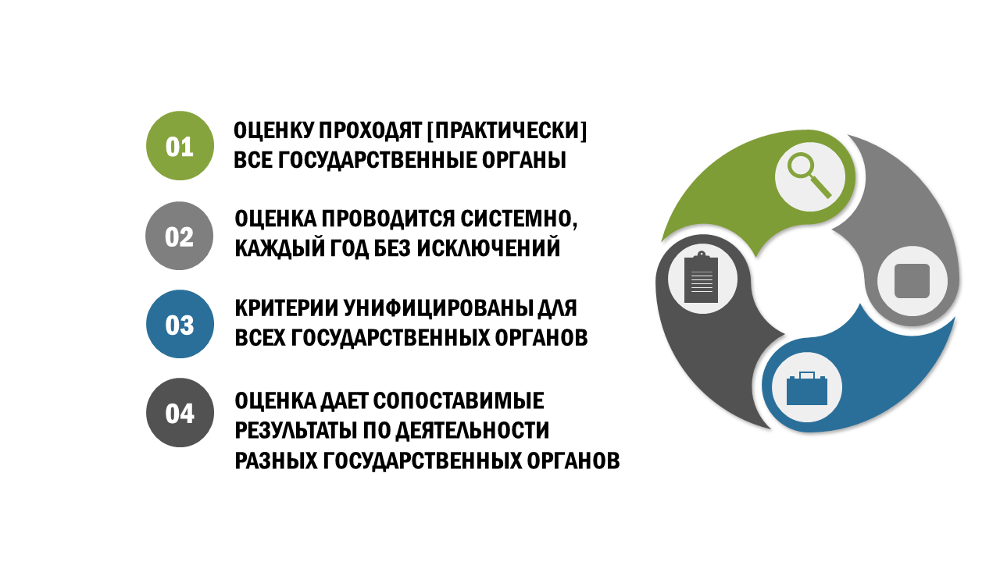 01
ОЦЕНКУ ПРОХОДЯТ [ПРАКТИЧЕСКИ]
ВСЕ ГОСУДАРСТВЕННЫЕ ОРГАНЫ
02
ОЦЕНКА ПРОВОДИТСЯ СИСТЕМНО,
КАЖДЫЙ ГОД БЕЗ ИСКЛЮЧЕНИЙ
03
КРИТЕРИИ УНИФИЦИРОВАНЫ ДЛЯ
ВСЕХ ГОСУДАРСТВЕННЫХ ОРГАНОВ
04
ОЦЕНКА ДАЕТ СОПОСТАВИМЫЕ
РЕЗУЛЬТАТЫ ПО ДЕЯТЕЛЬНОСТИ
РАЗНЫХ ГОСУДАРСТВЕННЫХ ОРГАНОВ